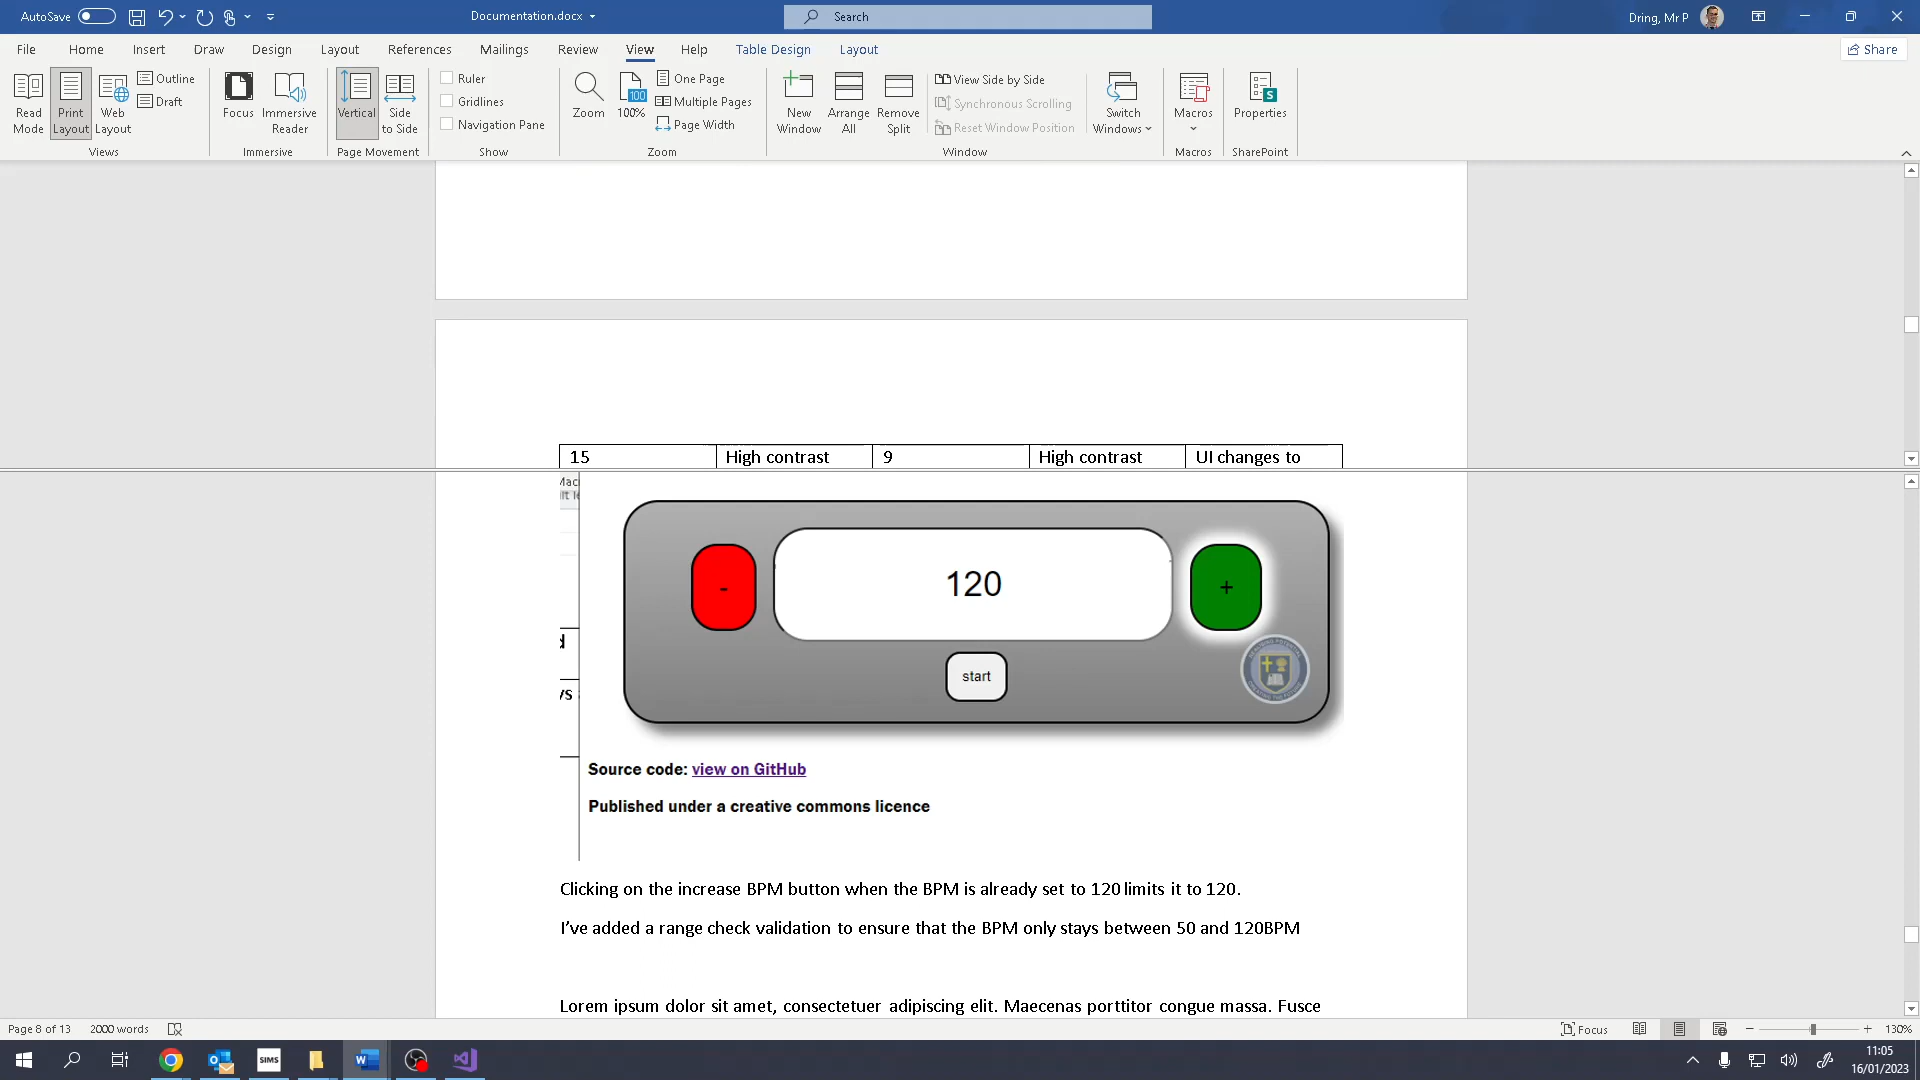 AutoSave
Documentation.docx
Search
Dring, Mr P
File Home Insert Draw Design Layout References Mailings Review View Help Table Design Layout
Share
Read Mode
Print Layout
Web Layout
Outline
Draft
Views
Focus
Immersive Reader
Immersive
Vertical
Side to Side
Page Movement
Ruler
Gridlines
Navigation Pane
Show
Zoom
100
100%
One Page
Multiple Pages
Page Width
Zoom
New Window
Arrange All
Remove Split
View Side by Side
Synchronous Scrolling
Reset Window Position
Window
Switch Windows
Macros
Macros
Properties
SharePoint
15 High contrast 9 High contrast UI changes to
-
120
+
start
Source code: view on GitHub
Published under a creative commons licence
Clicking on the increase BPM button when the BPM is already set to 120 limits it to 120.
I've added a range check validation to ensure that the BPM only stays between 50 and 120BPM
Lorem ipsum dolor sit amet, consectetuer adipiscing elit. Maecenas porttitor congue massa. Fusce
Page 8 of 13 2000 words
Focus
130%
SIMS
11:05
16/01/2023